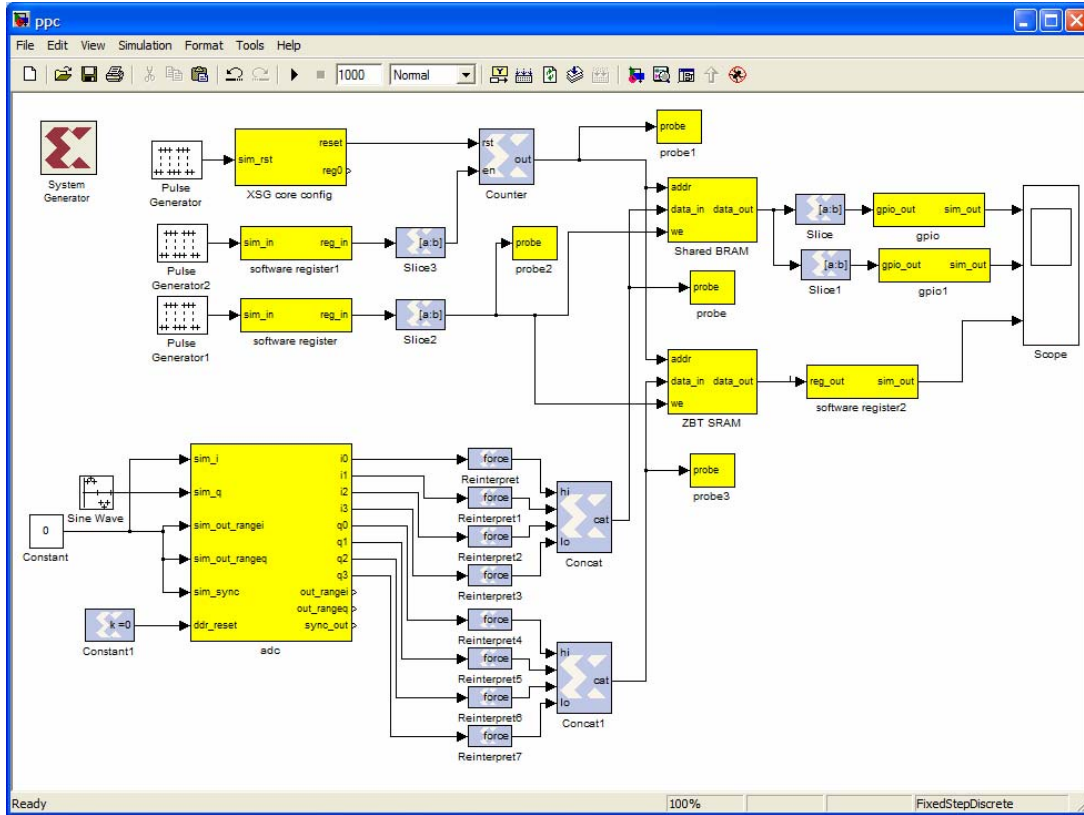 ppc
File Edit View Simulation Format Tools Help
1000 Normal
System
Generator
Pulse
Generator
sim_rst
reset
reg0
XSG core config
rst
en
out
Counter
probe
probe1
Pulse
Generator2
sim_in
reg_in
software register1
[a:b]
Slice3
probe
probe2
Pulse
Generator1
sim_in
reg_in
software register
[a:b]
Slice2
addr
data_in data_out
we
Shared BRAM
[a:b]
Slice
gpio_out sim_out
gpio
[a:b]
Slice1
gpio_out sim_out
gpio1
Scope
probe
probe
addr
data_in data_out
we
ZBT SRAM
reg_out sim_out
software register2
probe
probe3
Sine Wave
0
Constant
k =0
Constant1
sim_i
sim_q
sim_out_rangei
sim_out_rangeq
sim_sync
ddr_reset
i0
i1
i2
i3
q0
q1
q2
q3
out_rangei
out_rangeq
sync_out
adc
force
Reinterpret
force
Reinterpret1
force
Reinterpret2
force
Reinterpret3
hi
cat
lo
Concat
force
Reinterpret4
force
Reinterpret5
force
Reinterpret6
force
Reinterpret7
hi
cat
lo
Concat1
Ready 100% FixedStepDiscrete